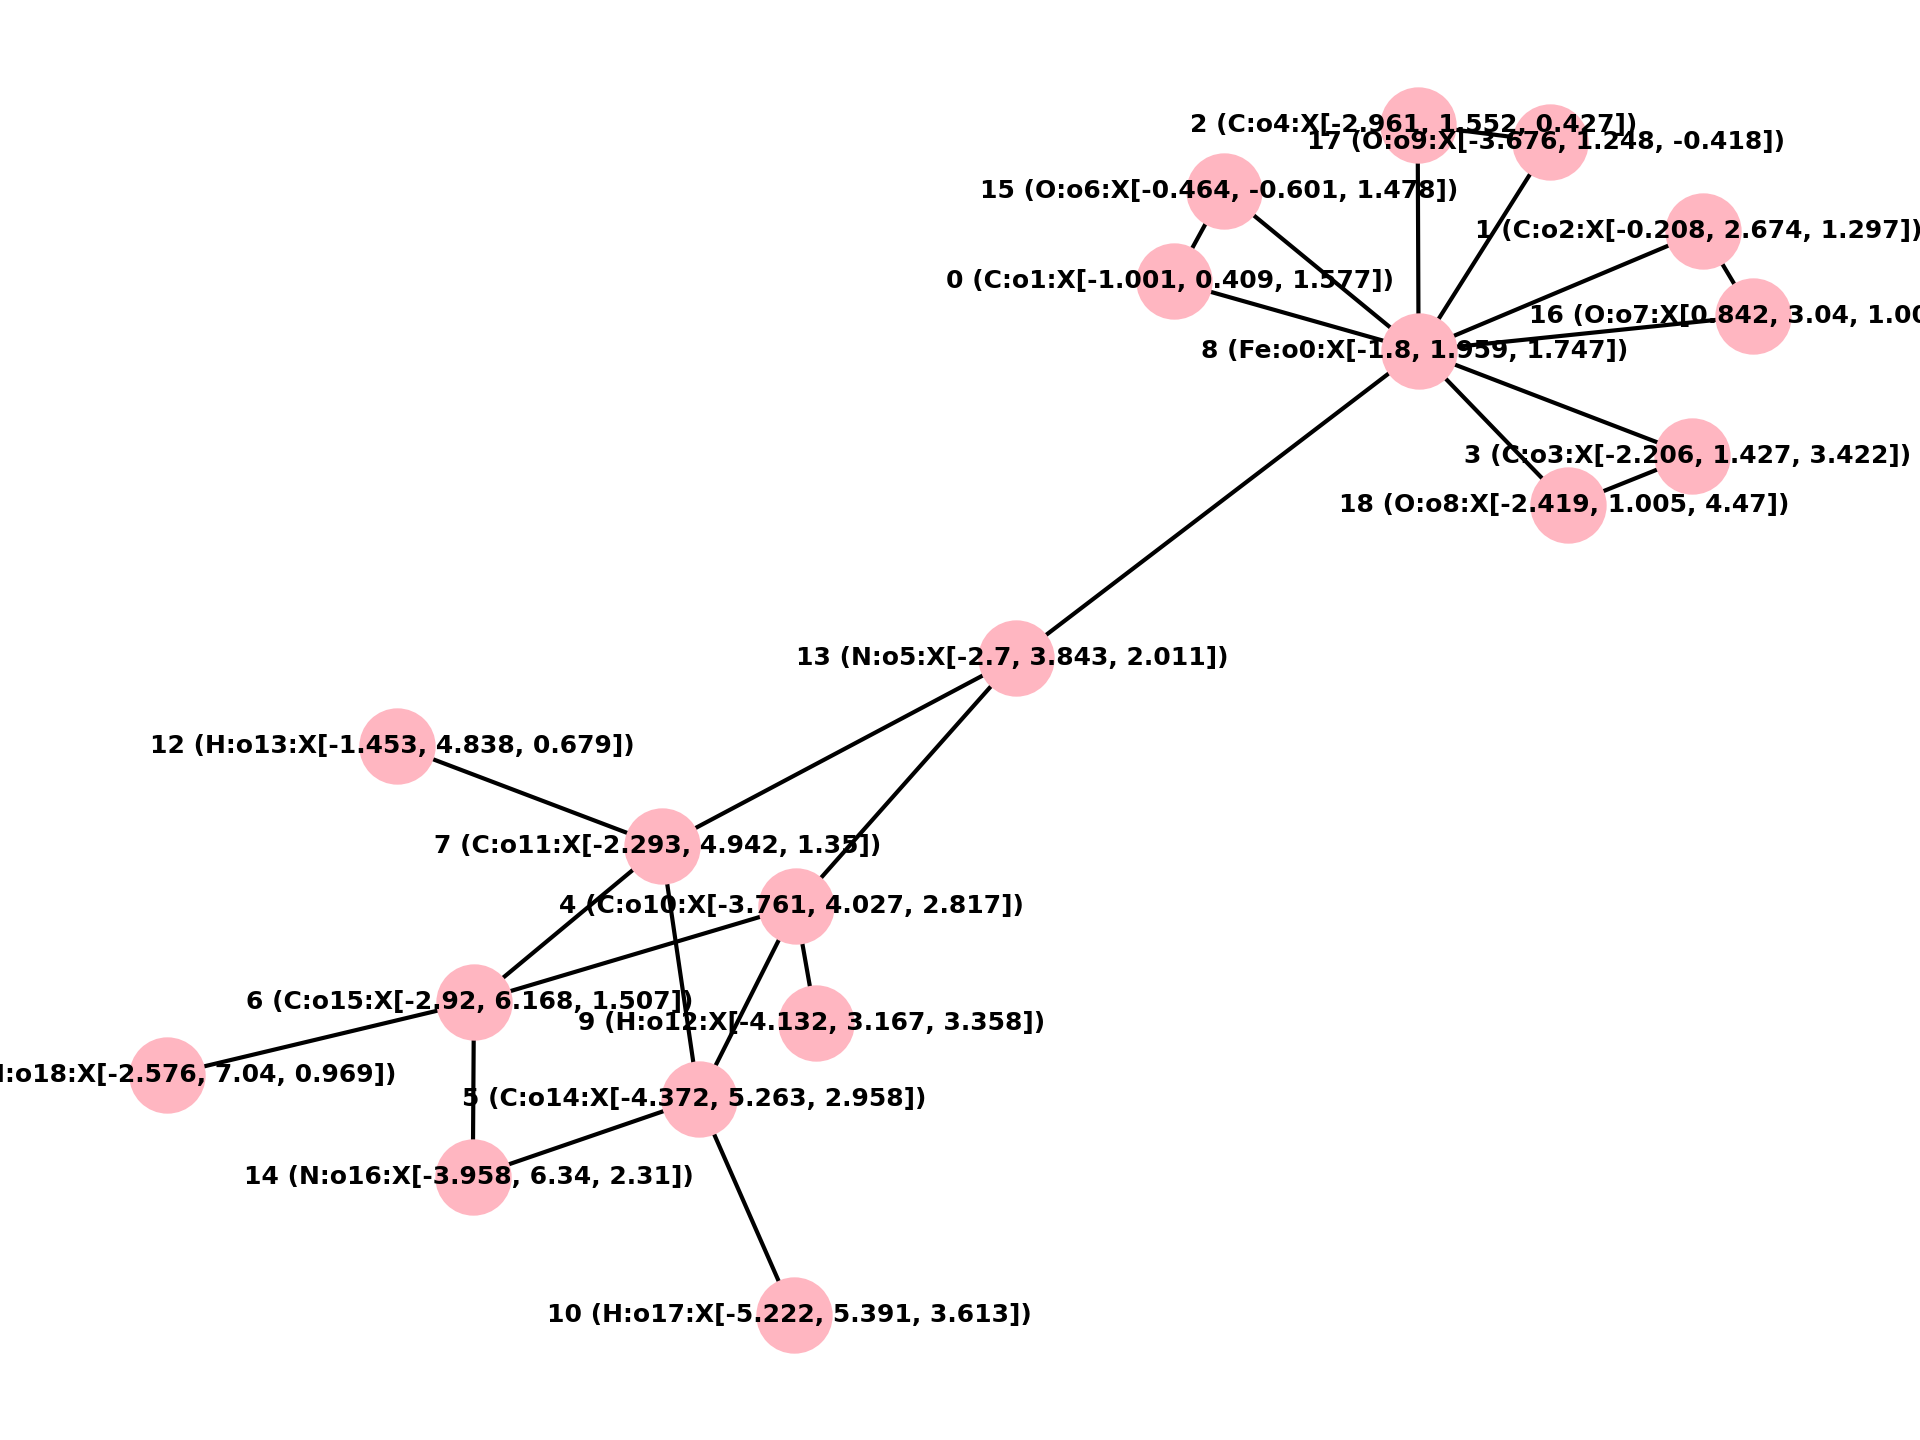 2 (C:o4:X[-2.961, 1.552, 0.427])
17 (O:o9:X[-3.676, 1.248, -0.418])
15 (O:o6:X[-0.464, -0.601, 1.478])
1 (C:o2:X[-0.208, 2.674, 1.297])
0 (C:o1:X[-1.001, 0.409, 1.577])
16 (O:o7:X[0.842, 3.04, 1.00
8 (Fe:o0:X[-1.8, 1.959, 1.747])
3 (C:o3:X[-2.206, 1.427, 3.422])
18 (O:o8:X[-2.419, 1.005, 4.47])
13 (N:o5:X[-2.7, 3.843, 2.011])
12 (H:o13:X[-1.453, 4.838, 0.679])
7 (C:o11:X[-2.293, 4.942, 1.35])
4 (C:o10:X[-3.761, 4.027, 2.817])
6 (C:o15:X[-2.92, 6.168, 1.507])
9 (H:o12:X[-4.132, 3.167, 3.358])
:o18:X[-2.576, 7.04, 0.969])
5 (C:o14:X[-4.372, 5.263, 2.958])
14 (N:o16:X[-3.958, 6.34, 2.31])
10 (H:o17:X[-5.222, 5.391, 3.613])